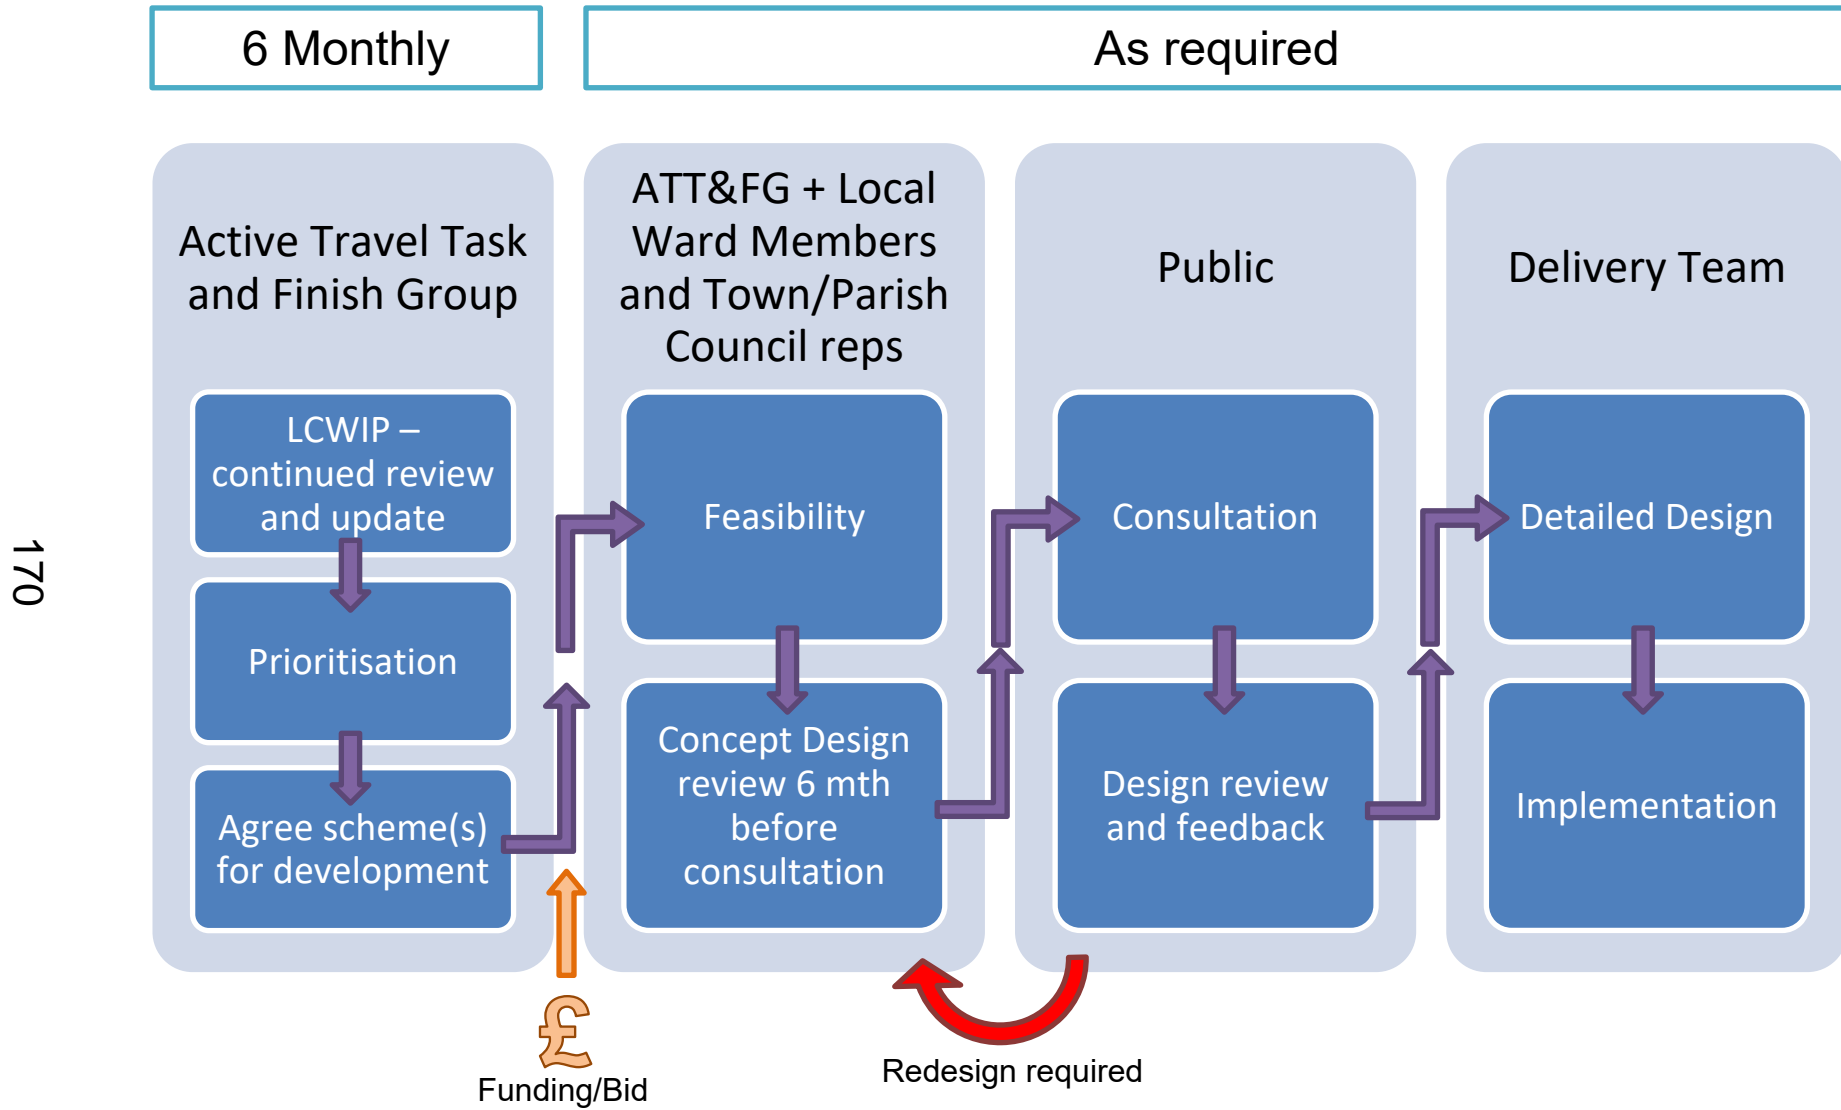 6 Monthly
As required
Active Travel Task
and Finish Group
LCWIP –
continued review
and update
Prioritisation
Agree scheme(s)
for development
ATT&FG + Local
Ward Members
and Town/Parish
Council reps
Feasibility
Concept Design
review 6 mth
before
consultation
Public
Consultation
Design review
and feedback
Delivery Team
Detailed Design
Implementation
£
Funding/Bid
Redesign required
170